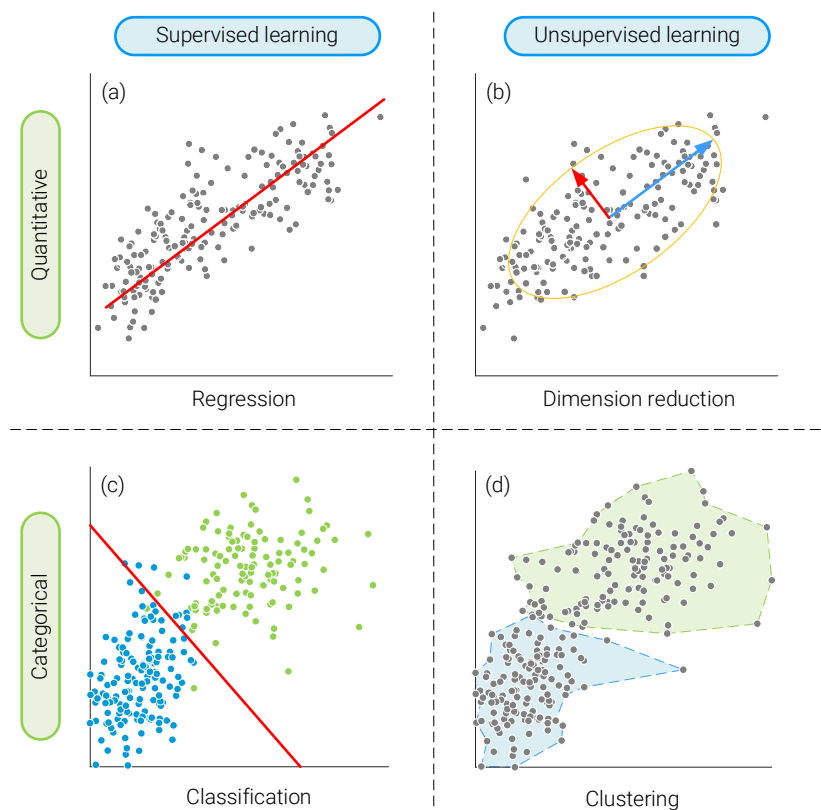 Supervised learning
Unsupervised learning
Quantitative
(a)
(b)
Regression
Dimension reduction
Categorical
(c)
(d)
Classification
Clustering